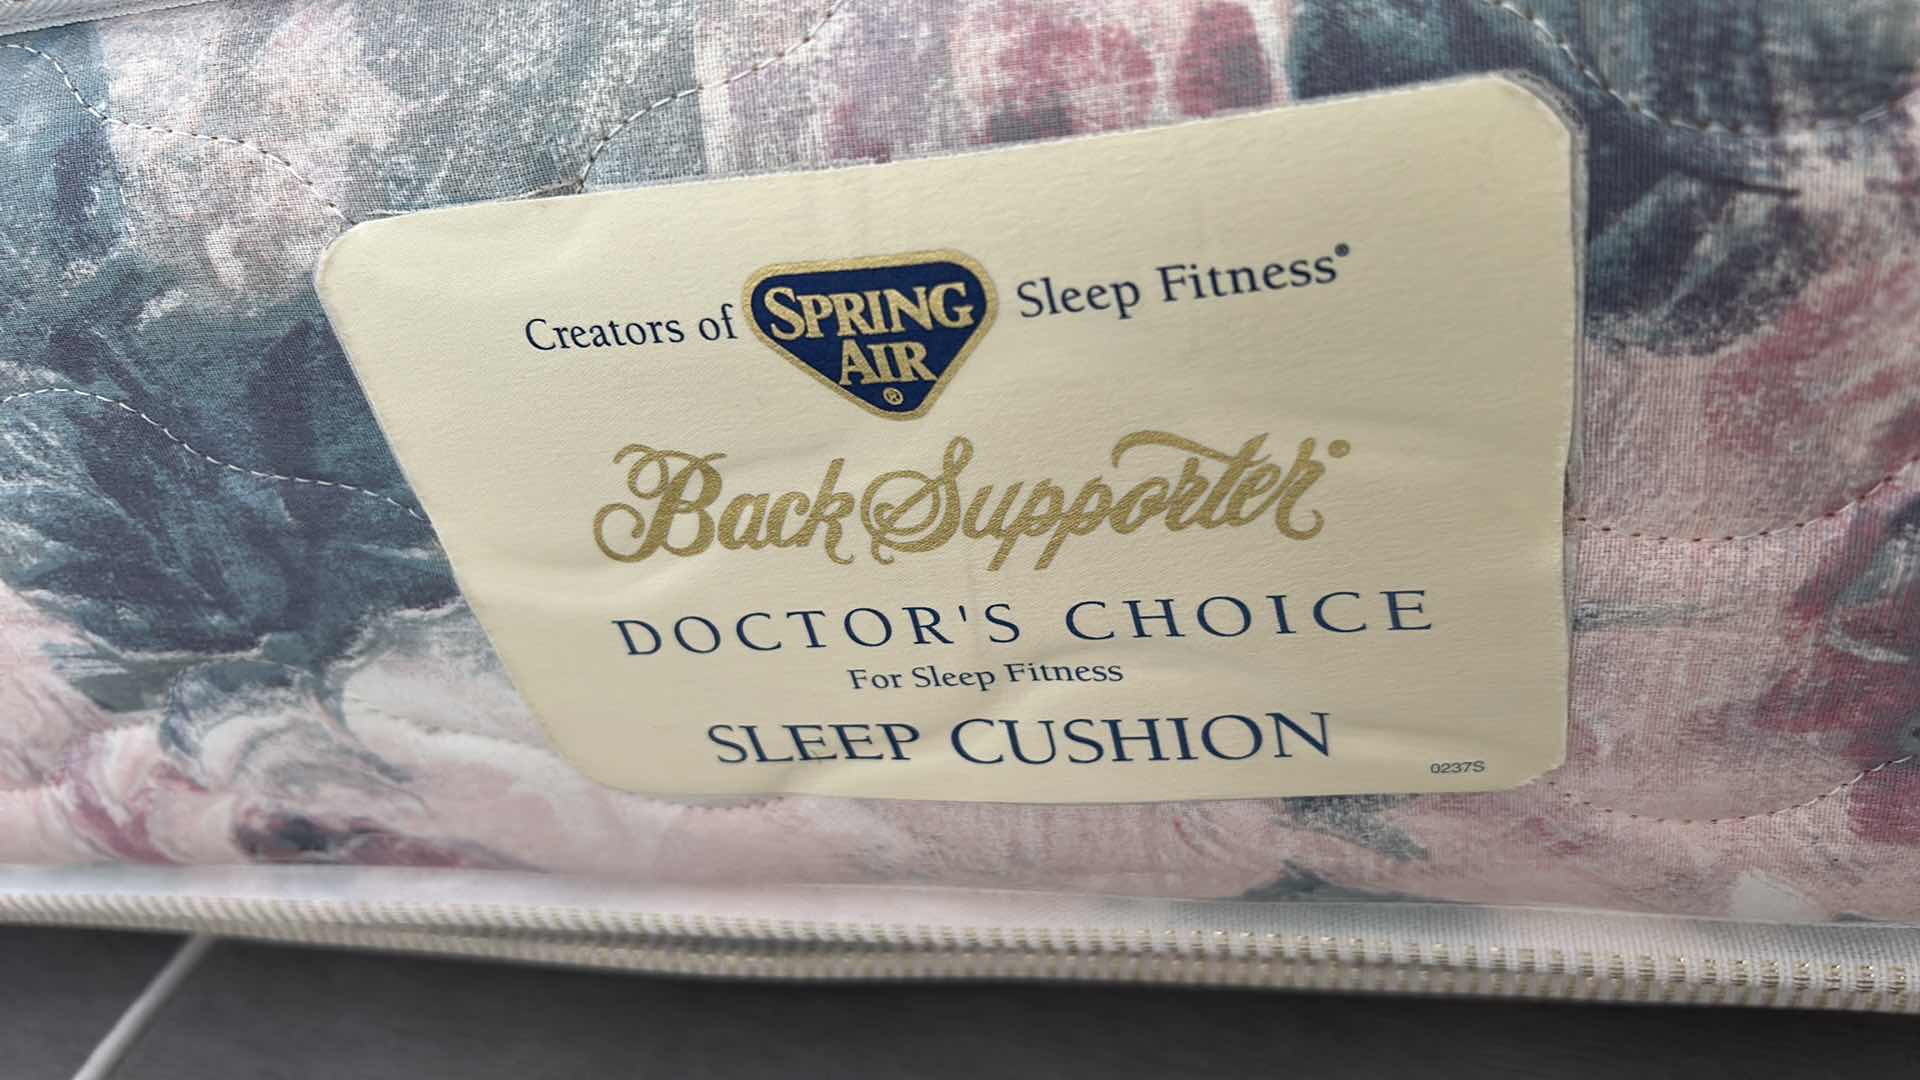 Creators of SPRING AIR® Sleep Fitness®
Back Supporter®
DOCTOR'S CHOICE
For Sleep Fitness
SLEEP CUSHION
0237S